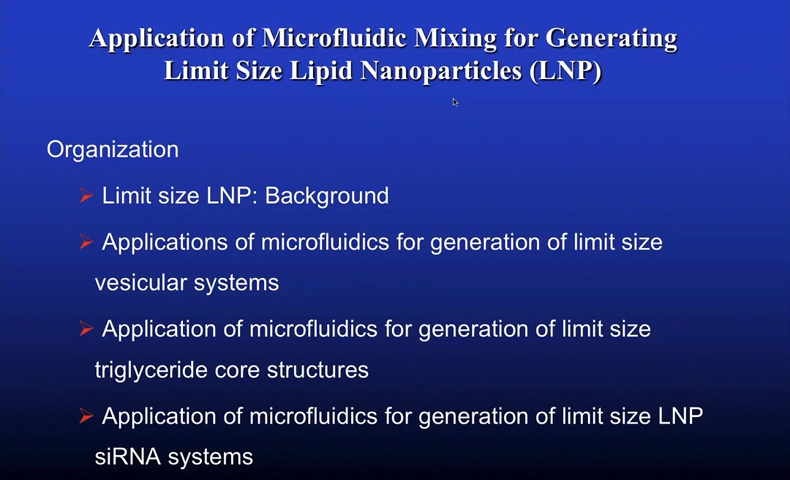 Application of Microfluidic Mixing for Generating
Limit Size Lipid Nanoparticles (LNP)
Organization
Limit size LNP: Background
Applications of microfluidics for generation of limit size
vesicular systems
Application of microfluidics for generation of limit size
triglyceride core structures
Application of microfluidics for generation of limit size LNP
siRNA systems